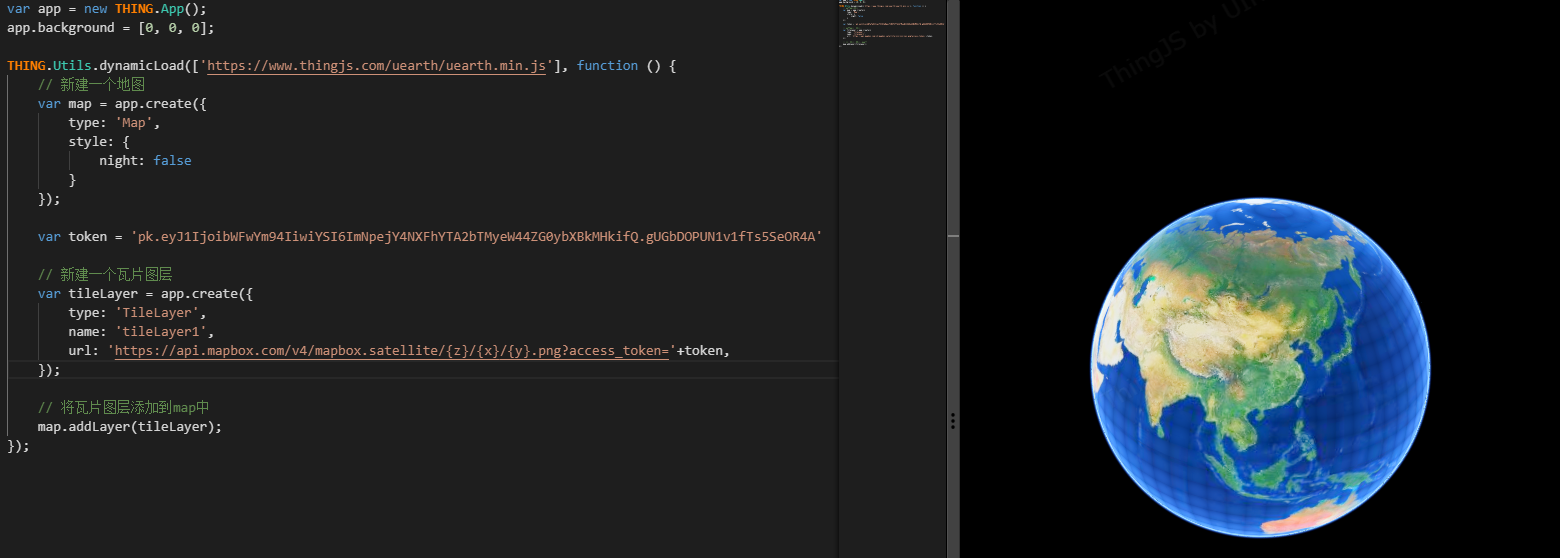 var app = new THING.App();
app.background = [0, 0, 0];
THING.Utils.dynamicLoad(['https://www.thingjs.com/uearth/uearth.min.js'], function () {
// 新建一个地图
var map = app.create({
type: 'Map',
style: {
night: false
}
});
var token = 'pk.eyJ1IjoibWFwYm94IiwiYSI6ImNpejY4NXFhYTA2bTMyeW44ZG0ybXBkMHkifQ.gUGbDOPUN1v1fTs5SeOR4A'
// 新建一个瓦片图层
var tileLayer = app.create({
type: 'TileLayer',
name: 'tileLayer1',
url: 'https://api.mapbox.com/v4/mapbox.satellite/{z}/{x}/{y}.png?access_token='+token,
});
// 将瓦片图层添加到map中
map.addLayer(tileLayer);
});
ThingJS by